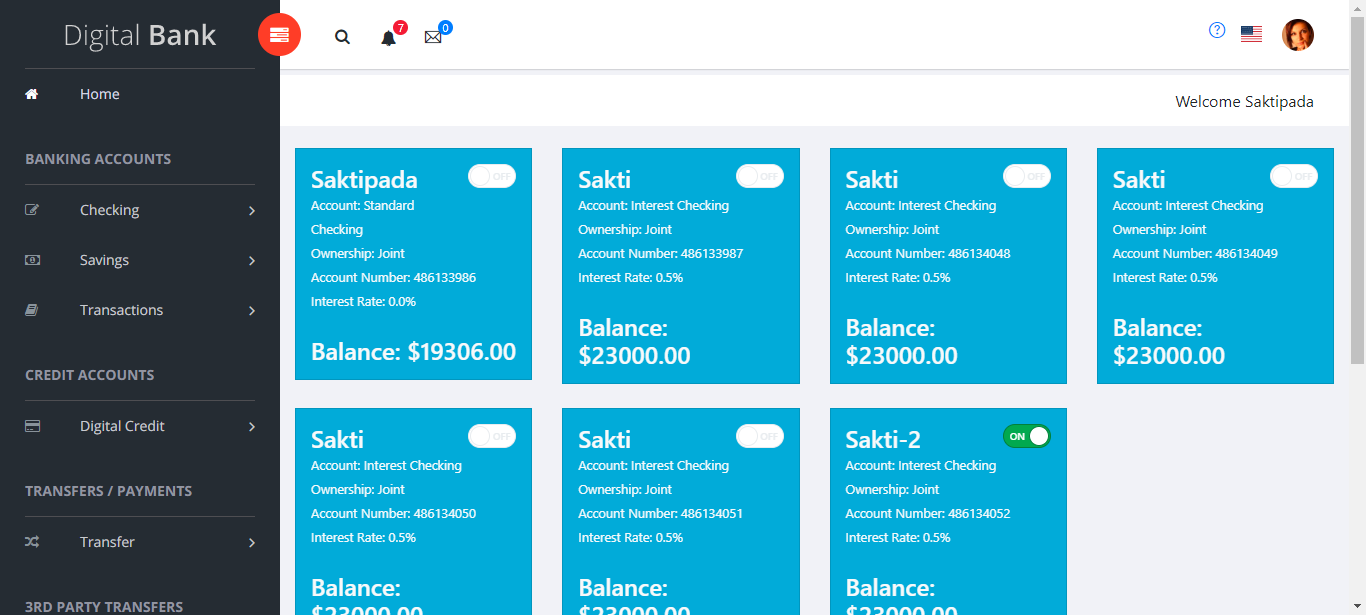 Digital Bank
7
0
Home
Welcome Saktipada
BANKING ACCOUNTS
Checking
Savings
Transactions
CREDIT ACCOUNTS
Digital Credit
TRANSFERS / PAYMENTS
Transfer
3RD PARTY TRANSFERS
Saktipada
OFF
Account: Standard
Checking
Ownership: Joint
Account Number: 486133986
Interest Rate: 0.0%
Balance: $19306.00
Sakti
OFF
Account: Interest Checking
Ownership: Joint
Account Number: 486133987
Interest Rate: 0.5%
Balance:
$23000.00
Sakti
OFF
Account: Interest Checking
Ownership: Joint
Account Number: 486134048
Interest Rate: 0.5%
Balance:
$23000.00
Sakti
OFF
Account: Interest Checking
Ownership: Joint
Account Number: 486134049
Interest Rate: 0.5%
Balance:
$23000.00
Sakti
OFF
Account: Interest Checking
Ownership: Joint
Account Number: 486134050
Interest Rate: 0.5%
Balance:
$23000.00
Sakti
OFF
Account: Interest Checking
Ownership: Joint
Account Number: 486134051
Interest Rate: 0.5%
Balance:
$23000.00
Sakti-2
ON
Account: Interest Checking
Ownership: Joint
Account Number: 486134052
Interest Rate: 0.5%
Balance:
$23000.00